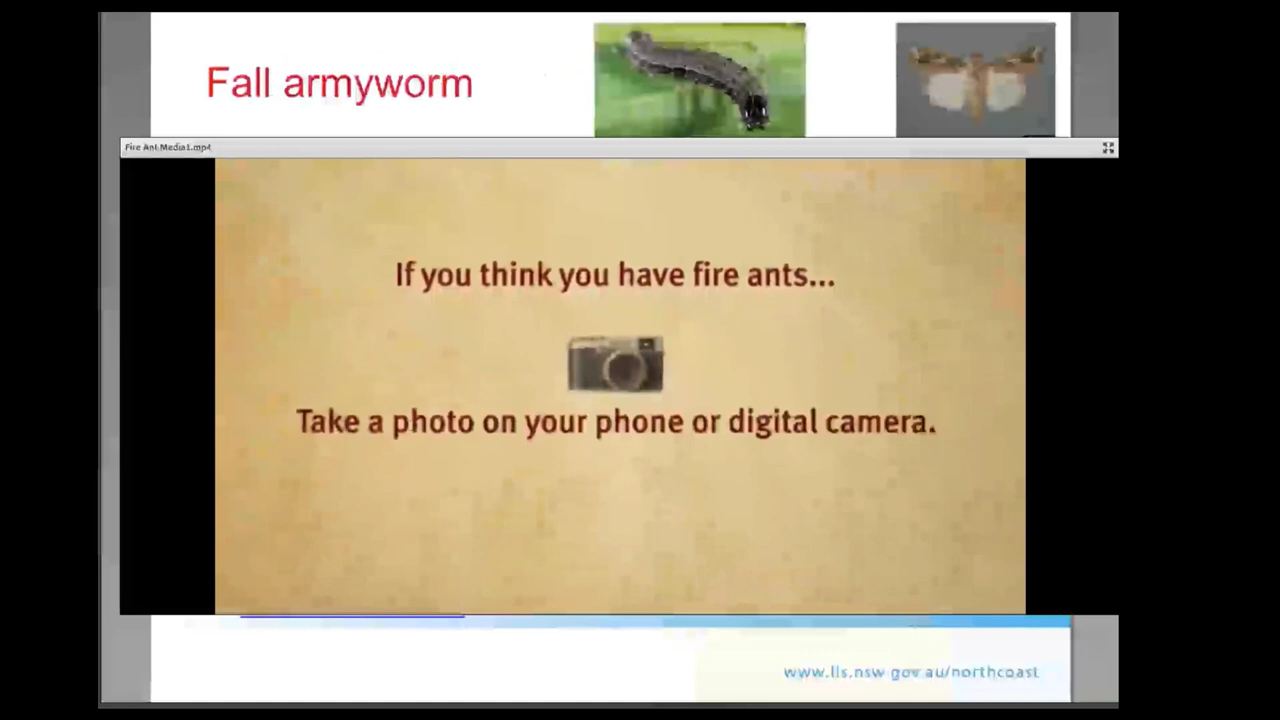 Fall armyworm
Fire Ant Media1.mp4
If you think you have fire ants...
Take a photo on your phone or digital camera.
www.lls.nsw.gov.au/northcoast